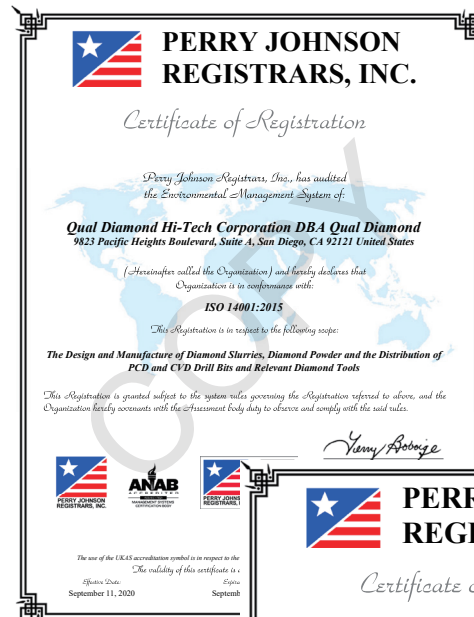 PERRY JOHNSON
REGISTRARS, INC.
Certificate of Registration
Perry Johnson Registrars, Inc., has audited
the Environmental Management System of:
Qual Diamond Hi-Tech Corporation DBA Qual Diamond
9823 Pacific Heights Boulevard, Suite A, San Diego, CA 92121 United States
(Hereinafter called the Organization) and hereby declares that
Organization is in conformance with:
ISO 14001:2015
This Registration is in respect to the following scope:
The Design and Manufacture of Diamond Slurries, Diamond Powder and the Distribution of
PCD and CVD Drill Bits and Relevant Diamond Tools
This Registration is granted subject to the system rules governing the Registration referred to above, and the
Organization hereby covenants with the Assessment body duty to observe and comply with the said rules.
COPY
Terry Boboige
PERRY JOHNSON
REGISTRARS, INC.
ANAB
ACCREDITED
MANAGEMENT SYSTEMS
CERTIFICATION BODY
PERRY JOHNS
REGISTRARS, I
The use of the UKAS accreditation symbol is in respect to the
The validity of this certificate is
Effective Date:
September 11, 2020
Expira
Septemb
PERR
REGI
Certificate o